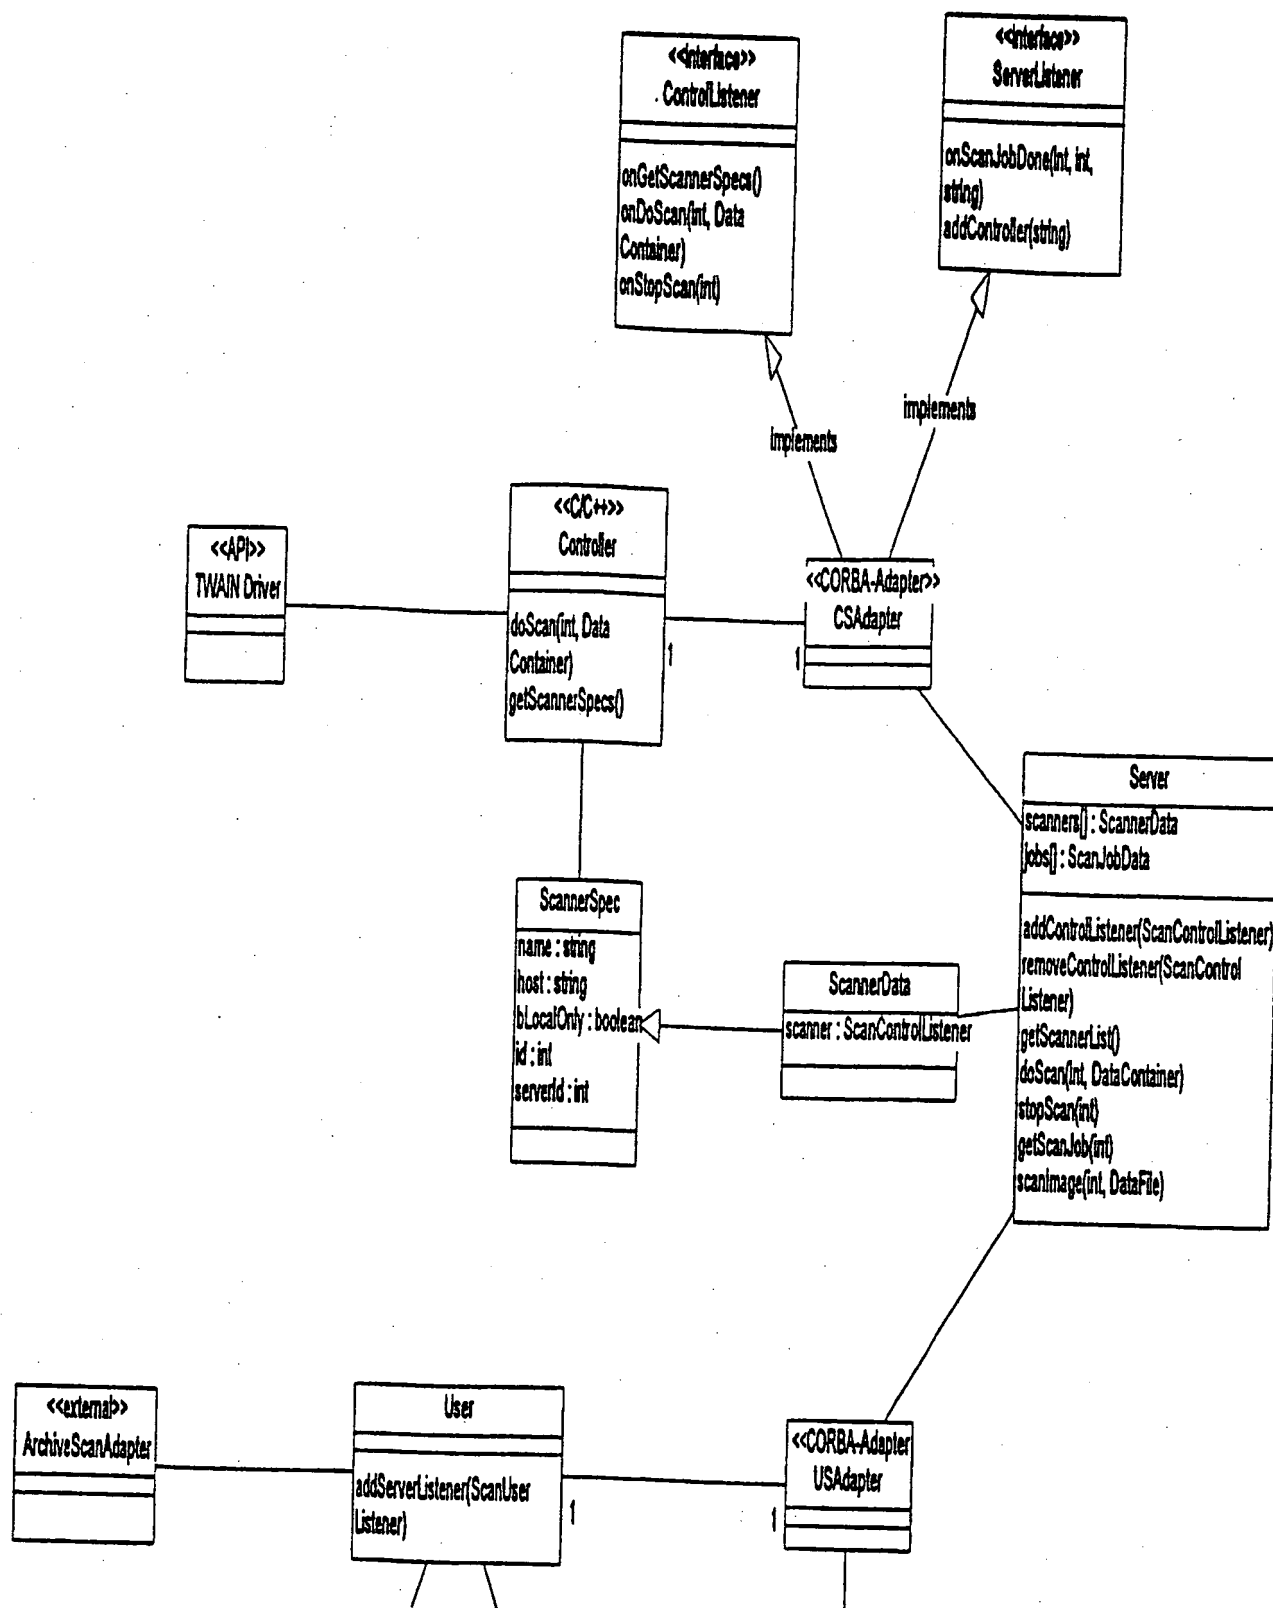 <<interface>>
ControlListener
onGetScannerSpecs()
onDoScan(int, Data
Container)
onStopScan(int)
<<interface>>
ServerListener
onScanJobDone(int, int,
string)
addController(string)
implements
implements
<<API>>
TWAIN Driver
<<C/C++>>
Controller
doScan(int, Data
Container)
getScannerSpecs()
1
1
<<CORBA-Adapter>>
CSAdapter
Server
scanners[] : ScannerData
jobs[] : ScanJobData
addControlListener(ScanControlListener)
removeControlListener(ScanControl
Listener)
getScannerList()
doScan(int, DataContainer)
stopScan(int)
getScanJob(int)
scanImage(int, DataFile)
ScannerSpec
name : string
host : string
bLocalOnly : boolean
id : int
serverId : int
ScannerData
scanner : ScanControlListener
<<external>>
ArchiveScanAdapter
User
addServerListener(ScanUser
Listener)
1
1
<<CORBA-Adapter
USAdapter